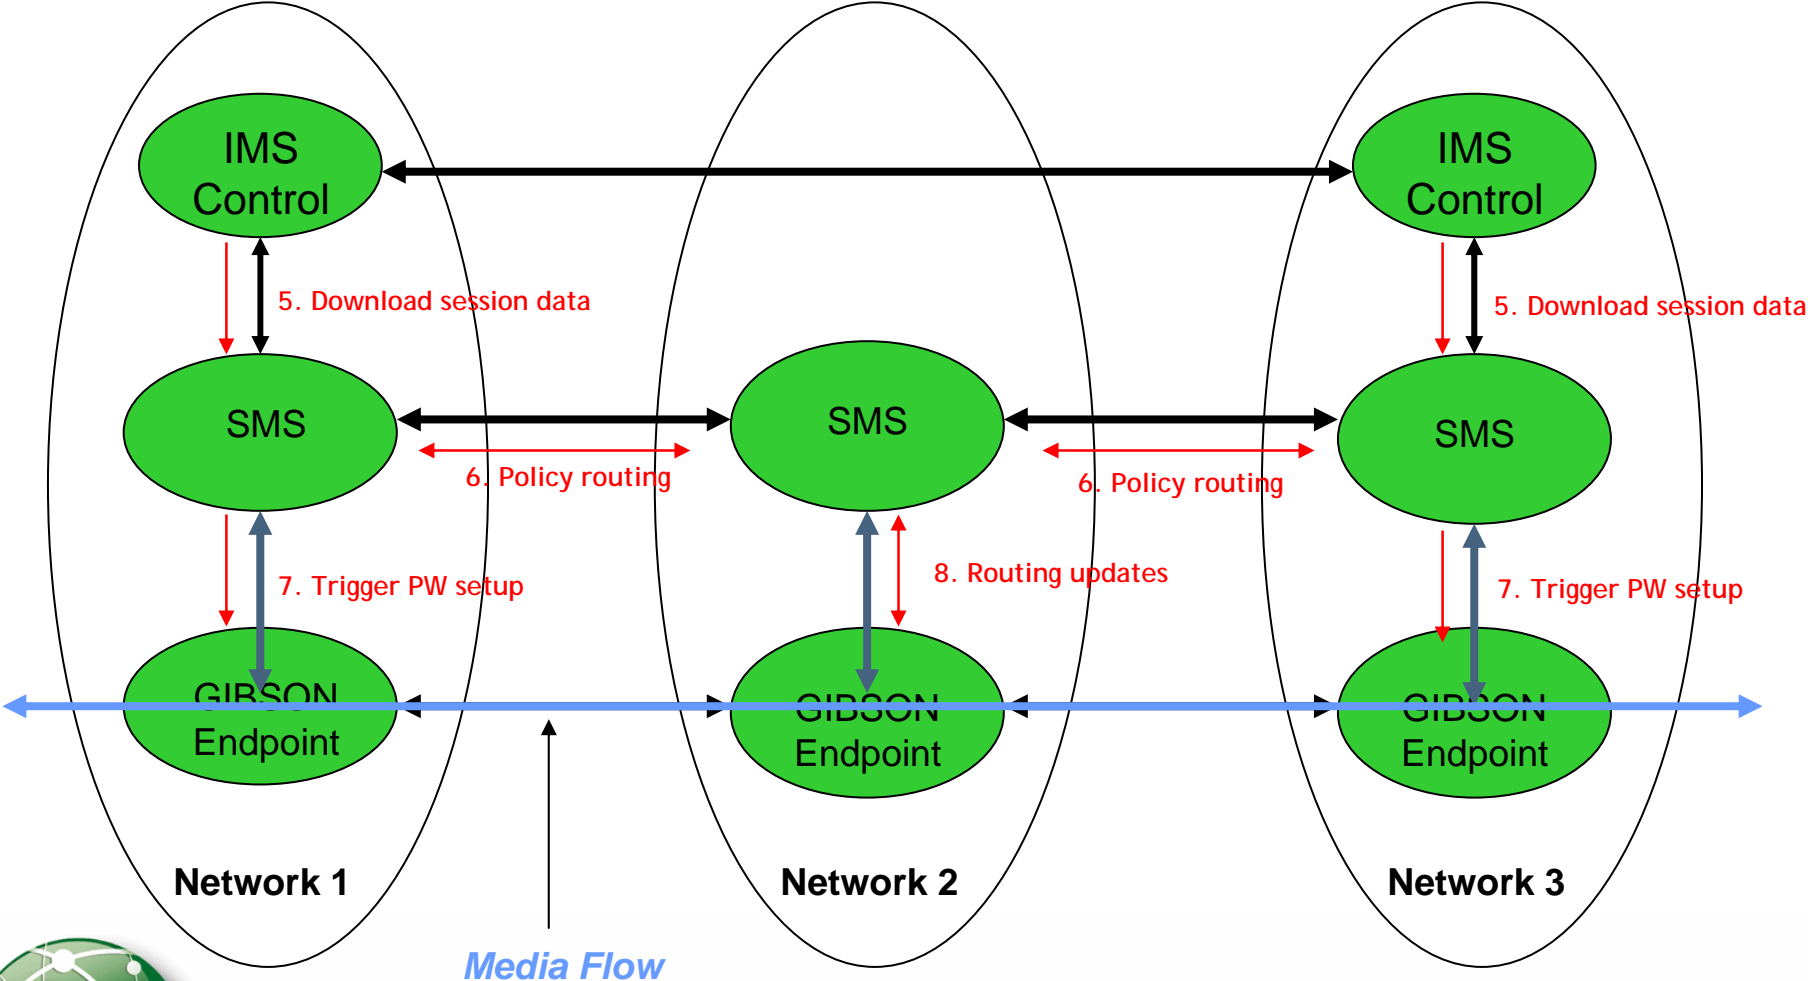 IMS
Control
IMS
Control
5. Download session data
5. Download session data
SMS
SMS
SMS
6. Policy routing
6. Policy routing
7. Trigger PW setup
8. Routing updates
7. Trigger PW setup
GIBSON
Endpoint
GIBSON
Endpoint
GIBSON
Endpoint
Network 1
Network 2
Network 3
Media Flow